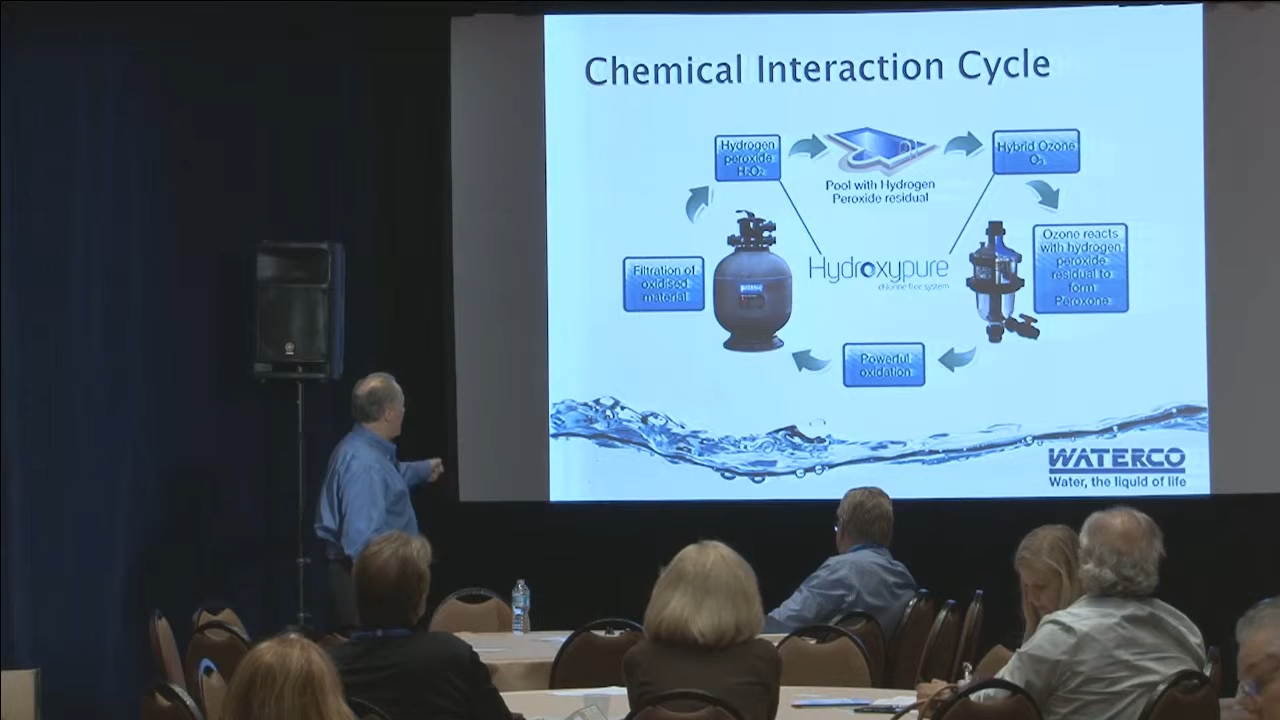 Chemical Interaction Cycle
Hydrogen
peroxide
H₂O₂
Pool with Hydrogen
Peroxide residual
Hybrid Ozone
O₃
Ozone reacts
with hydrogen
peroxide
residual to
form
Peroxone
Powerful
oxidation
Filtration of
oxidised
material
Hydroxypure
chlorine free system
WATERCO
Water, the liquid of life